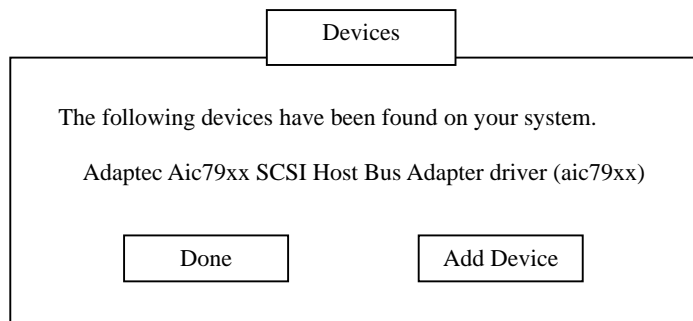 Devices
The following devices have been found on your system.
Adaptec Aic79xx SCSI Host Bus Adapter driver (aic79xx)
Done
Add Device